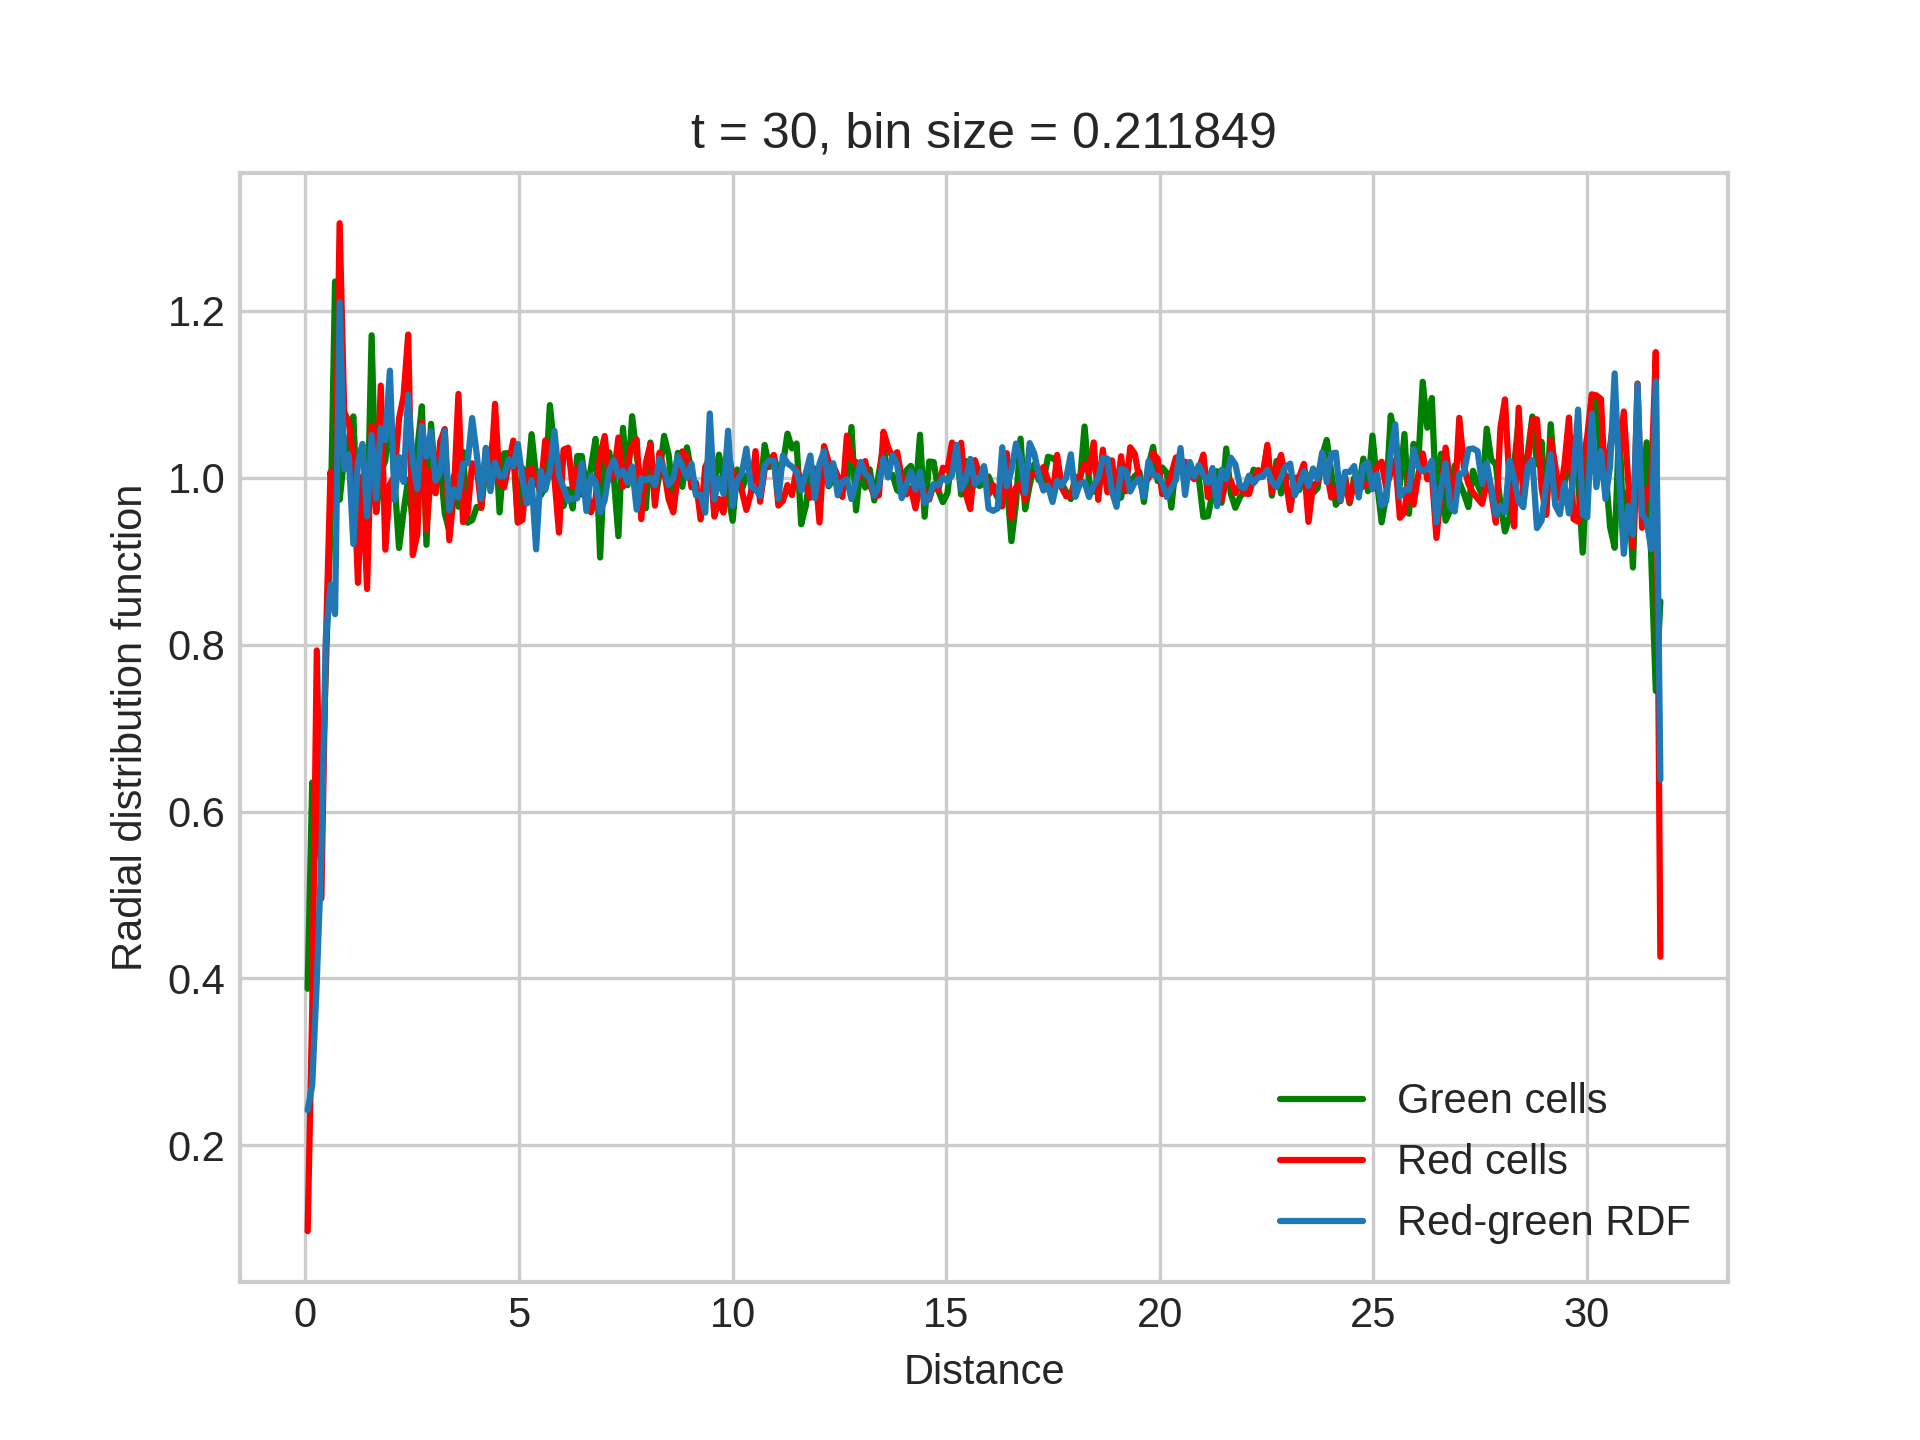 t = 30, bin size = 0.211849
Radial distribution function
1.2
1.0
0.8
0.6
0.4
0.2
Green cells
Red cells
Red-green RDF
0 5 10 15 20 25 30
Distance